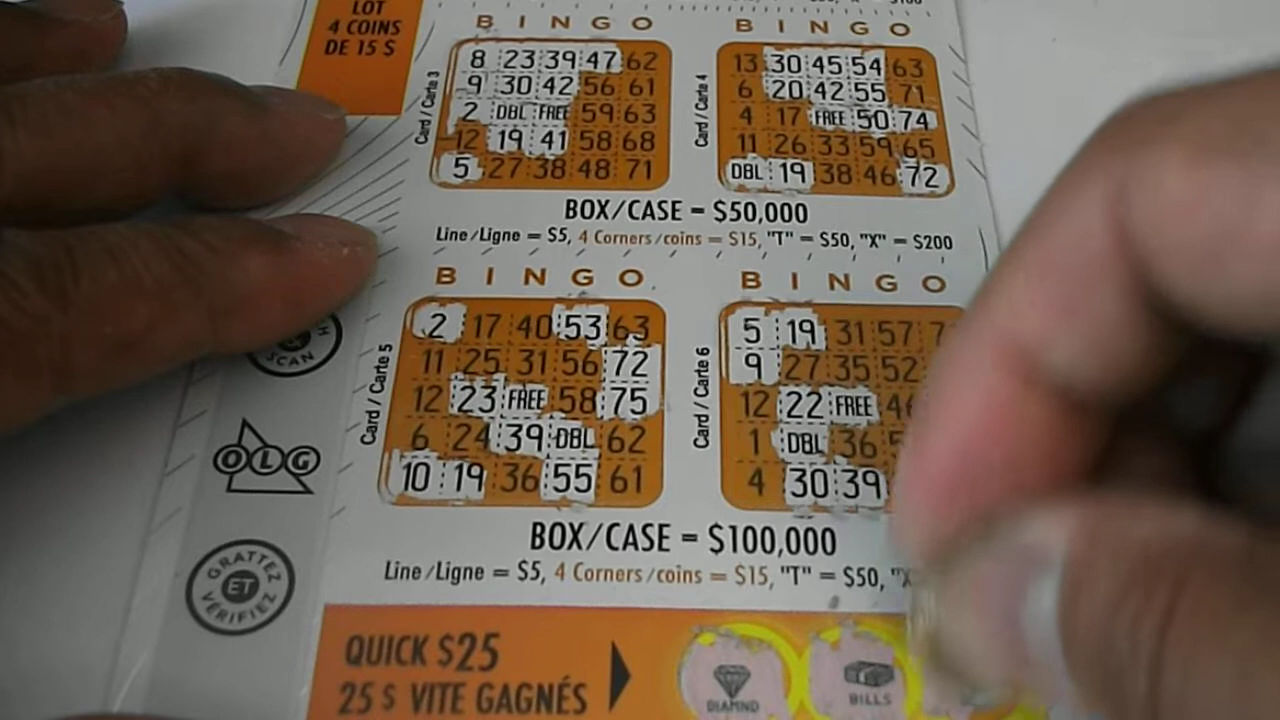 LOT
4 COINS
DE 15 $
B I N G O
B I N G O
Card / Carte 3
8 23 39 47 62
9 30 42 56 61
2 DBL FREE 59 63
12 19 41 58 68
5 27 38 48 71
Card / Carte 4
13 30 45 54 63
6 20 42 55 71
4 17 FREE 50 74
11 26 33 59 65
DBL 19 38 46 72
BOX/CASE = $50,000
Line/Ligne = $5, 4 Corners/coins = $15, "T" = $50, "X" = $200
B I N G O
B I N G O
Card / Carte 5
2 17 40 53 63
11 25 31 56 72
12 23 FREE 58 75
6 24 39 DBL 62
10 19 36 55 61
Card / Carte 6
5 19 31 57
9 27 35 52
12 22 FREE
1 DBL 36
4 30 39
BOX/CASE = $100,000
Line/Ligne = $5, 4 Corners/coins = $15, "T" = $50,
SCAN
OLG
GRATTEZ
ET
VÉRIFIEZ
QUICK $25
25 $ VITE GAGNÉS
DIAMND
BILLS